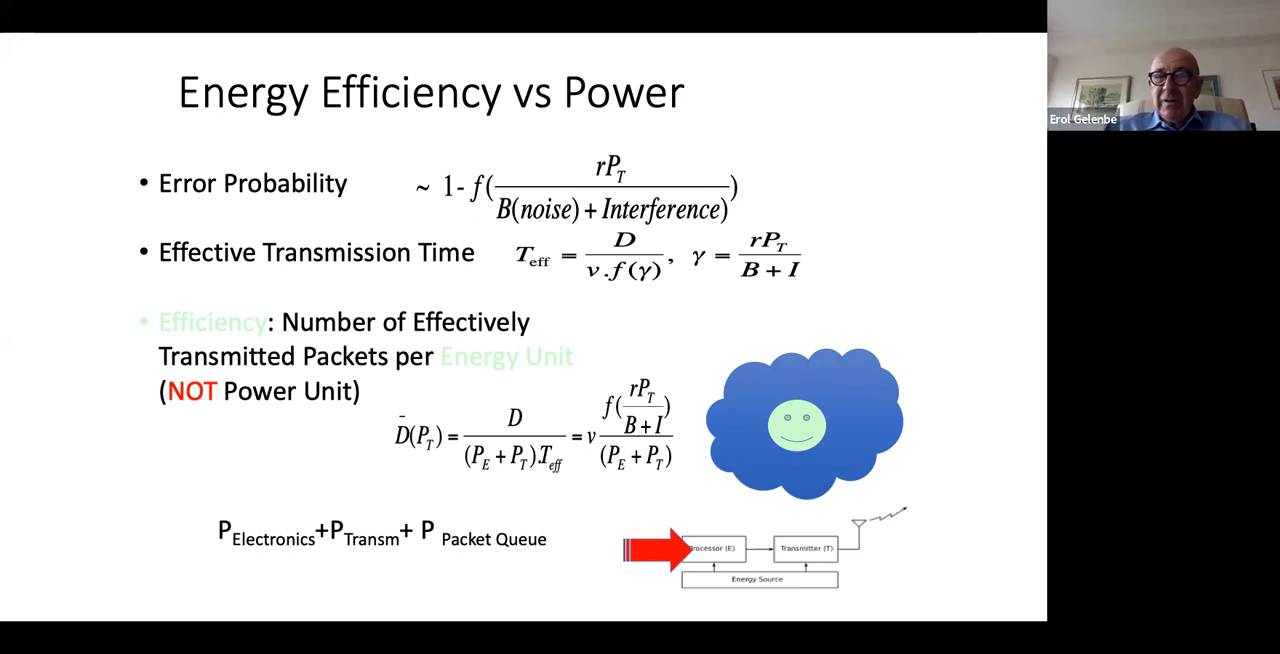 Energy Efficiency vs Power
Erol Gelenbe
• Error Probability ~ 1- f(rP_T / B(noise) + Interference)
• Effective Transmission Time T_eff = D / v.f(γ), γ = rP_T / B + I
• Efficiency: Number of Effectively
Transmitted Packets per Energy Unit
(NOT Power Unit)
D̄(P_T) = D / (P_E + P_T).T_eff = v f(rP_T / B + I) / (P_E + P_T)
P_Electronics+P_Transm+ P_Packet Queue
rocessor (E) Transmitter (T)
Energy Source